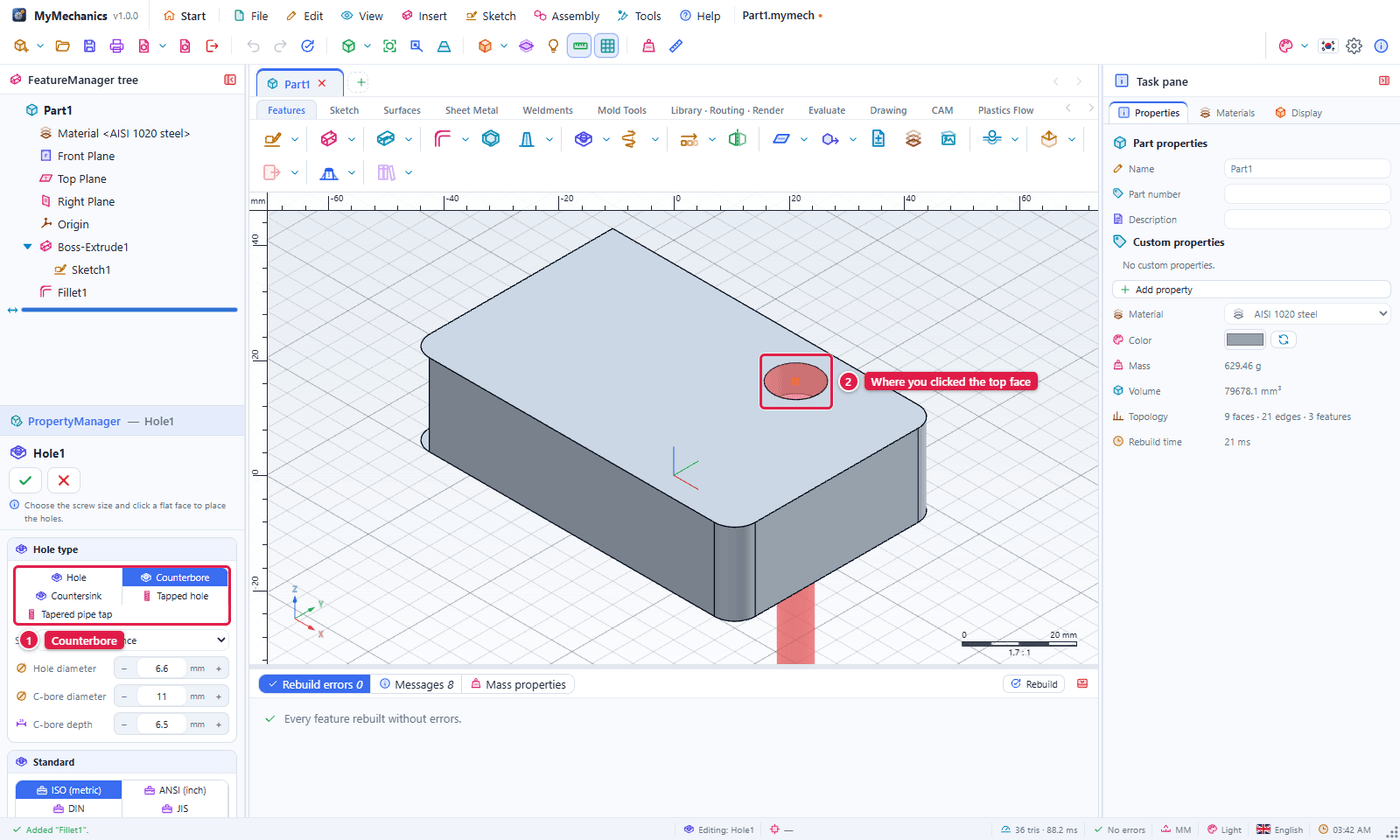 MyMechanics v1.0.0 Start File Edit View Insert Sketch Assembly Tools Help Part1.mymech
FeatureManager tree
Part1
Material <AISI 1020 steel>
Front Plane
Top Plane
Right Plane
Origin
Boss-Extrude1
Sketch1
Fillet1
PropertyManager — Hole1
Hole1
Choose the screw size and click a flat face to place
the holes.
Hole type
Hole Counterbore
Countersink Tapped hole
Tapered pipe tap
1 Counterbore
Hole diameter − 6.6 mm +
C-bore diameter − 11 mm +
C-bore depth − 6.5 mm +
Standard
ISO (metric) ANSI (inch)
DIN JIS
Part1
Features Sketch Surfaces Sheet Metal Weldments Mold Tools Library · Routing · Render Evaluate Drawing CAM Plastics Flow
mm -60 -40 -20 0 20 40 60
40
20
0
20
2 Where you clicked the top face
Z
Y
X
0 20 mm
1.7 : 1
Rebuild errors 0 Messages 8 Mass properties Rebuild
Every feature rebuilt without errors.
Task pane
Properties Materials Display
Part properties
Name Part1
Part number
Description
Custom properties
No custom properties.
Add property
Material AISI 1020 steel
Color
Mass 629.46 g
Volume 79678.1 mm³
Topology 9 faces · 21 edges · 3 features
Rebuild time 21 ms
Added "Fillet1". Editing: Hole1 — 36 tris · 88.2 ms No errors MM Light English 03:42 AM